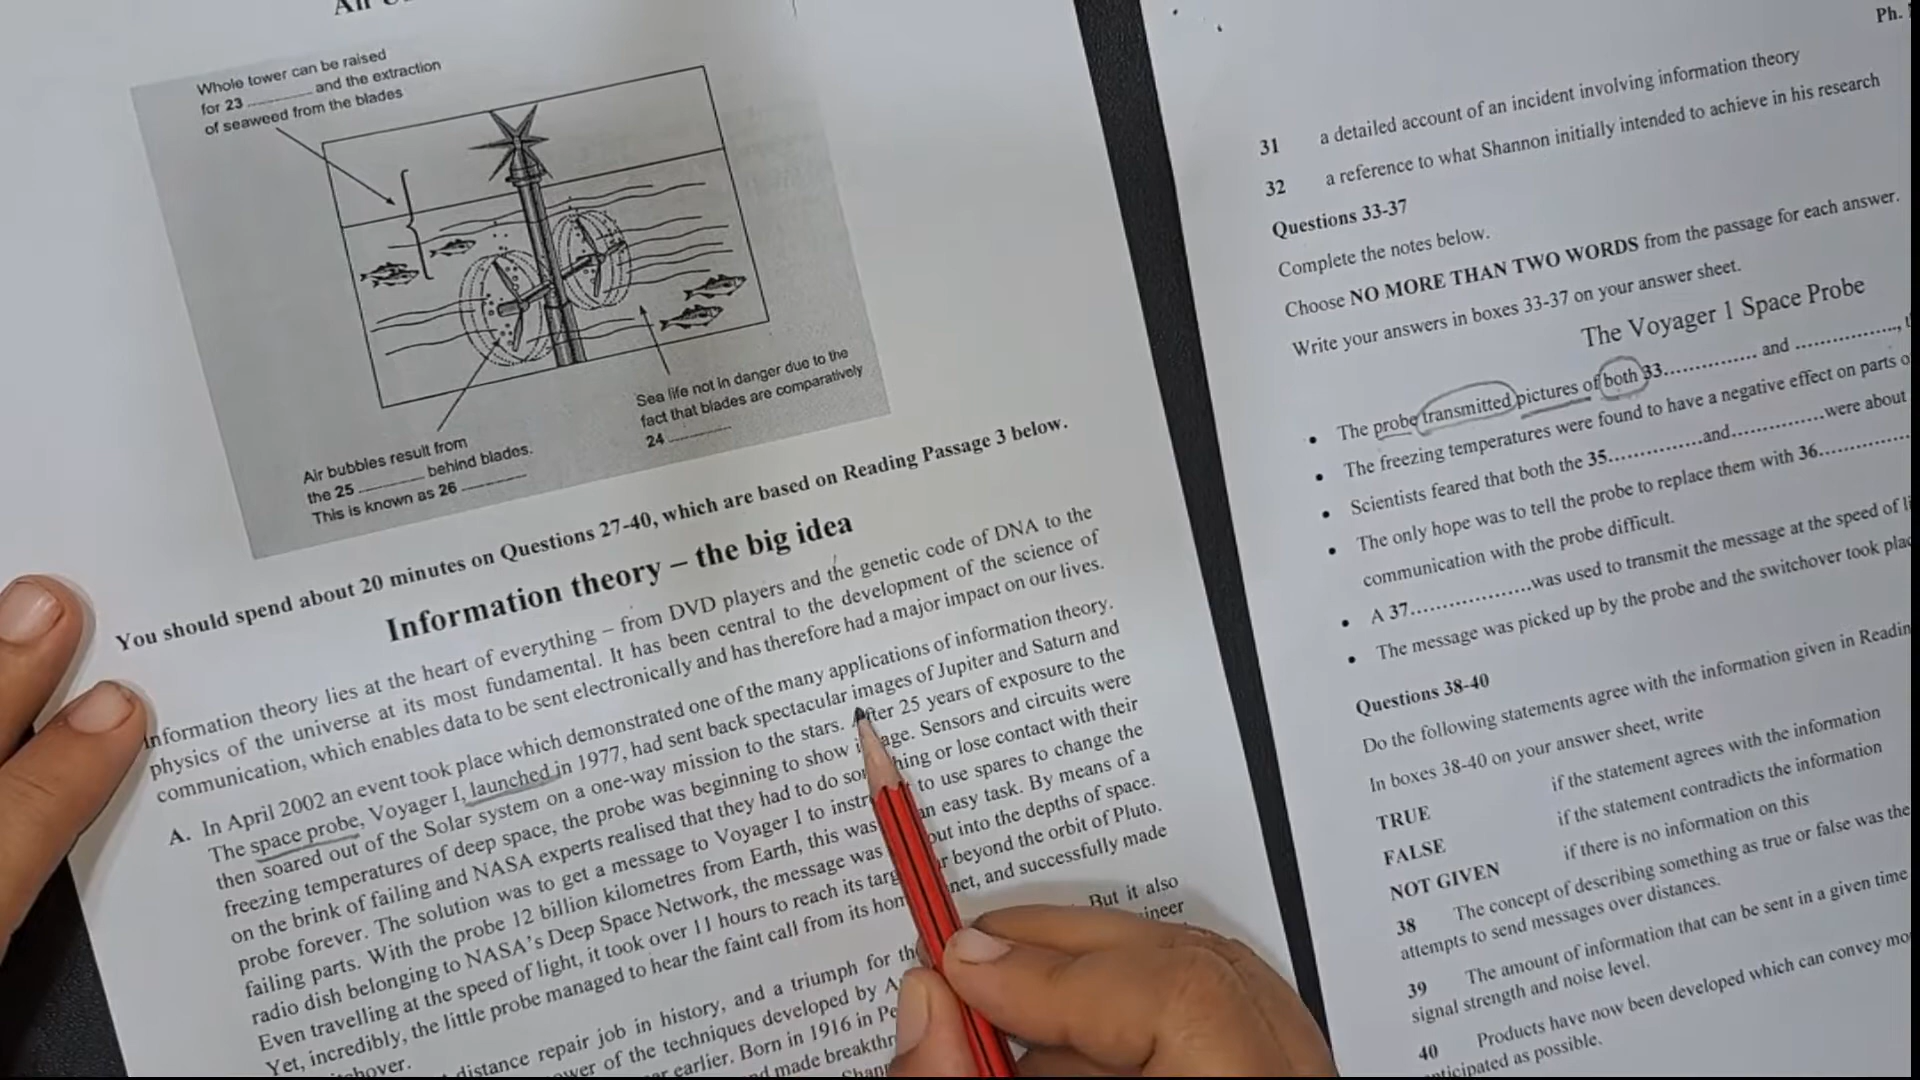 Whole tower can be raised
for 23 ________ and the extraction
of seaweed from the blades
Sea life not in danger due to the
fact that blades are comparatively
24 ________
Air bubbles result from
the 25 ________ behind blades.
This is known as 26 ________
You should spend about 20 minutes on Questions 27-40, which are based on Reading Passage 3 below.
Information theory – the big idea
Information theory lies at the heart of everything – from DVD players and the genetic code of DNA to the
physics of the universe at its most fundamental. It has been central to the development of the science of
communication, which enables data to be sent electronically and has therefore had a major impact on our lives.
A. In April 2002 an event took place which demonstrated one of the many applications of information theory.
The space probe, Voyager I, launched in 1977, had sent back spectacular images of Jupiter and Saturn and
then soared out of the Solar system on a one-way mission to the stars. After 25 years of exposure to the
freezing temperatures of deep space, the probe was beginning to show age. Sensors and circuits were
on the brink of failing and NASA experts realised that they had to do something or lose contact with their
probe forever. The solution was to get a message to Voyager I to instruct to use spares to change the
failing parts. With the probe 12 billion kilometres from Earth, this was an easy task. By means of a
radio dish belonging to NASA's Deep Space Network, the message was out into the depths of space.
Even travelling at the speed of light, it took over 11 hours to reach its beyond the orbit of Pluto.
Yet, incredibly, the little probe managed to hear the faint call from its and successfully made
distance repair job in history, and a triumph for But it also
of the techniques developed by
earlier. Born in 1916 in
made
Ph.
31 a detailed account of an incident involving information theory
32 a reference to what Shannon initially intended to achieve in his research
Questions 33-37
Complete the notes below.
Choose NO MORE THAN TWO WORDS from the passage for each answer.
Write your answers in boxes 33-37 on your answer sheet.
The Voyager 1 Space Probe
• The probe transmitted pictures of both 33.............. and ..............,
• The freezing temperatures were found to have a negative effect on parts
• Scientists feared that both the 35..............and..............were about
• The only hope was to tell the probe to replace them with 36..............
communication with the probe difficult.
• A 37..................was used to transmit the message at the speed of
• The message was picked up by the probe and the switchover took
Questions 38-40
Do the following statements agree with the information given in
In boxes 38-40 on your answer sheet, write
TRUE if the statement agrees with the information
FALSE if the statement contradicts the information
NOT GIVEN if there is no information on this
38 The concept of describing something as true or false was the
attempts to send messages over distances.
39 The amount of information that can be sent in a given time
signal strength and noise level.
40 Products have now been developed which can convey
as possible.